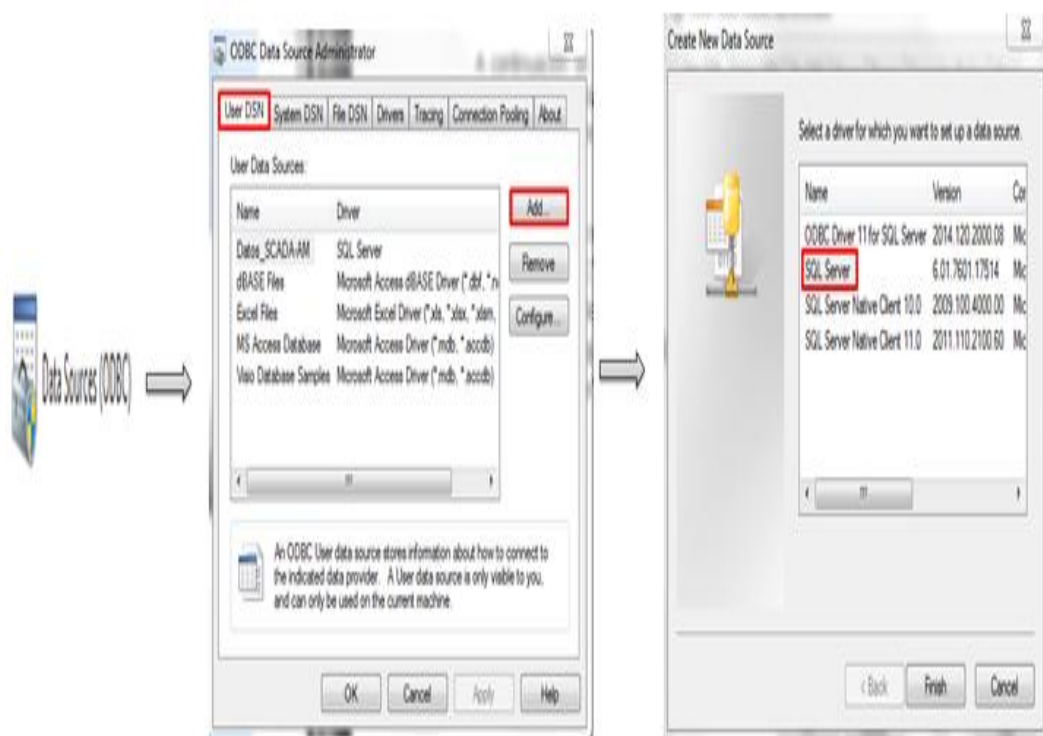 Data Sources (ODBC)
ODBC Data Source Administrator
User DSN System DSN File DSN Drivers Tracing Connection Pooling About
User Data Sources:
Name Driver
Datos_SCADA-AM SQL Server
dBASE Files Microsoft Access dBASE Driver (*.dbf, *.n
Excel Files Microsoft Excel Driver (*.xls, *.xlsx, *.xlsm,
MS Access Database Microsoft Access Driver (*.mdb, *.accdb)
Visio Database Samples Microsoft Access Driver (*.mdb, *.accdb)
Add...
Remove
Configure...
An ODBC User data source stores information about how to connect to
the indicated data provider. A User data source is only visible to you,
and can only be used on the current machine.
OK Cancel Apply Help
Create New Data Source
Select a driver for which you want to set up a data source.
Name Version Cor
ODBC Driver 11 for SQL Server 2014.120.2000.08 Mic
SQL Server 6.01.7601.17514 Mic
SQL Server Native Client 10.0 2009.100.4000.00 Mic
SQL Server Native Client 11.0 2011.110.2100.60 Mic
< Back Finish Cancel